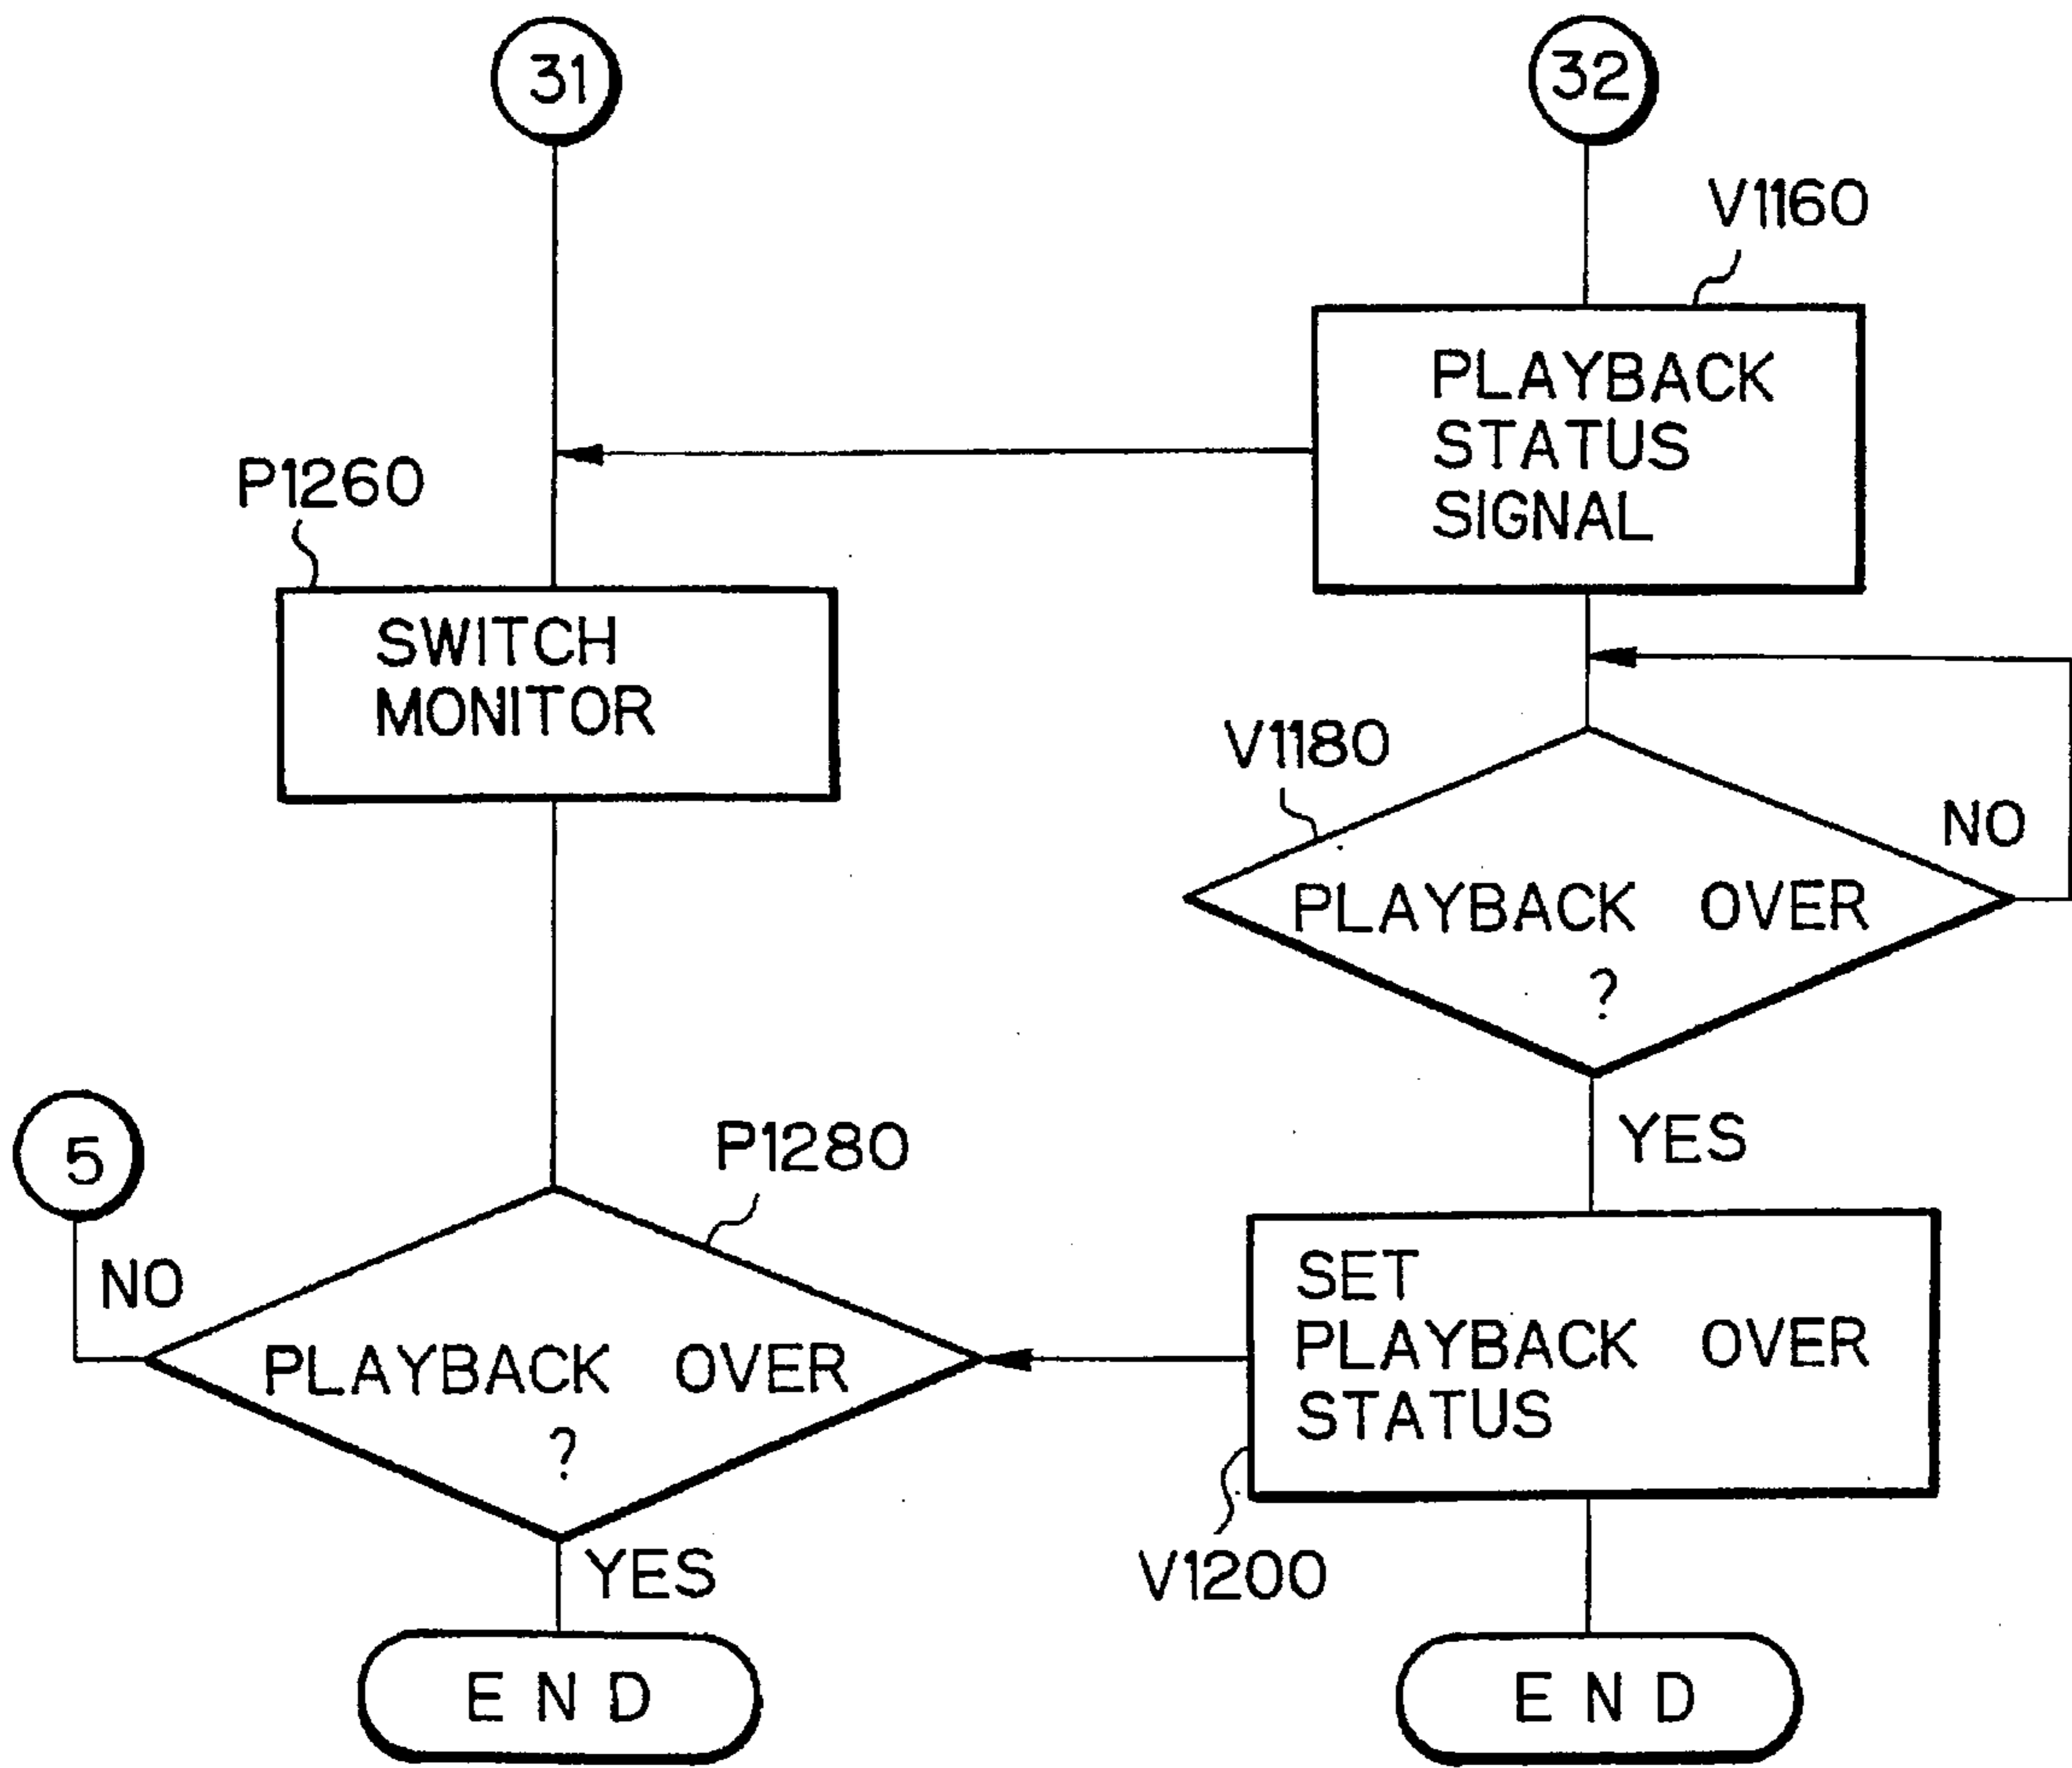 31
32
V1160
PLAYBACK
STATUS
SIGNAL
P1260
SWITCH
MONITOR
V1180
NO
PLAYBACK OVER
?
YES
5
NO
P1280
PLAYBACK OVER
?
YES
SET
PLAYBACK OVER
STATUS
V1200
END
END